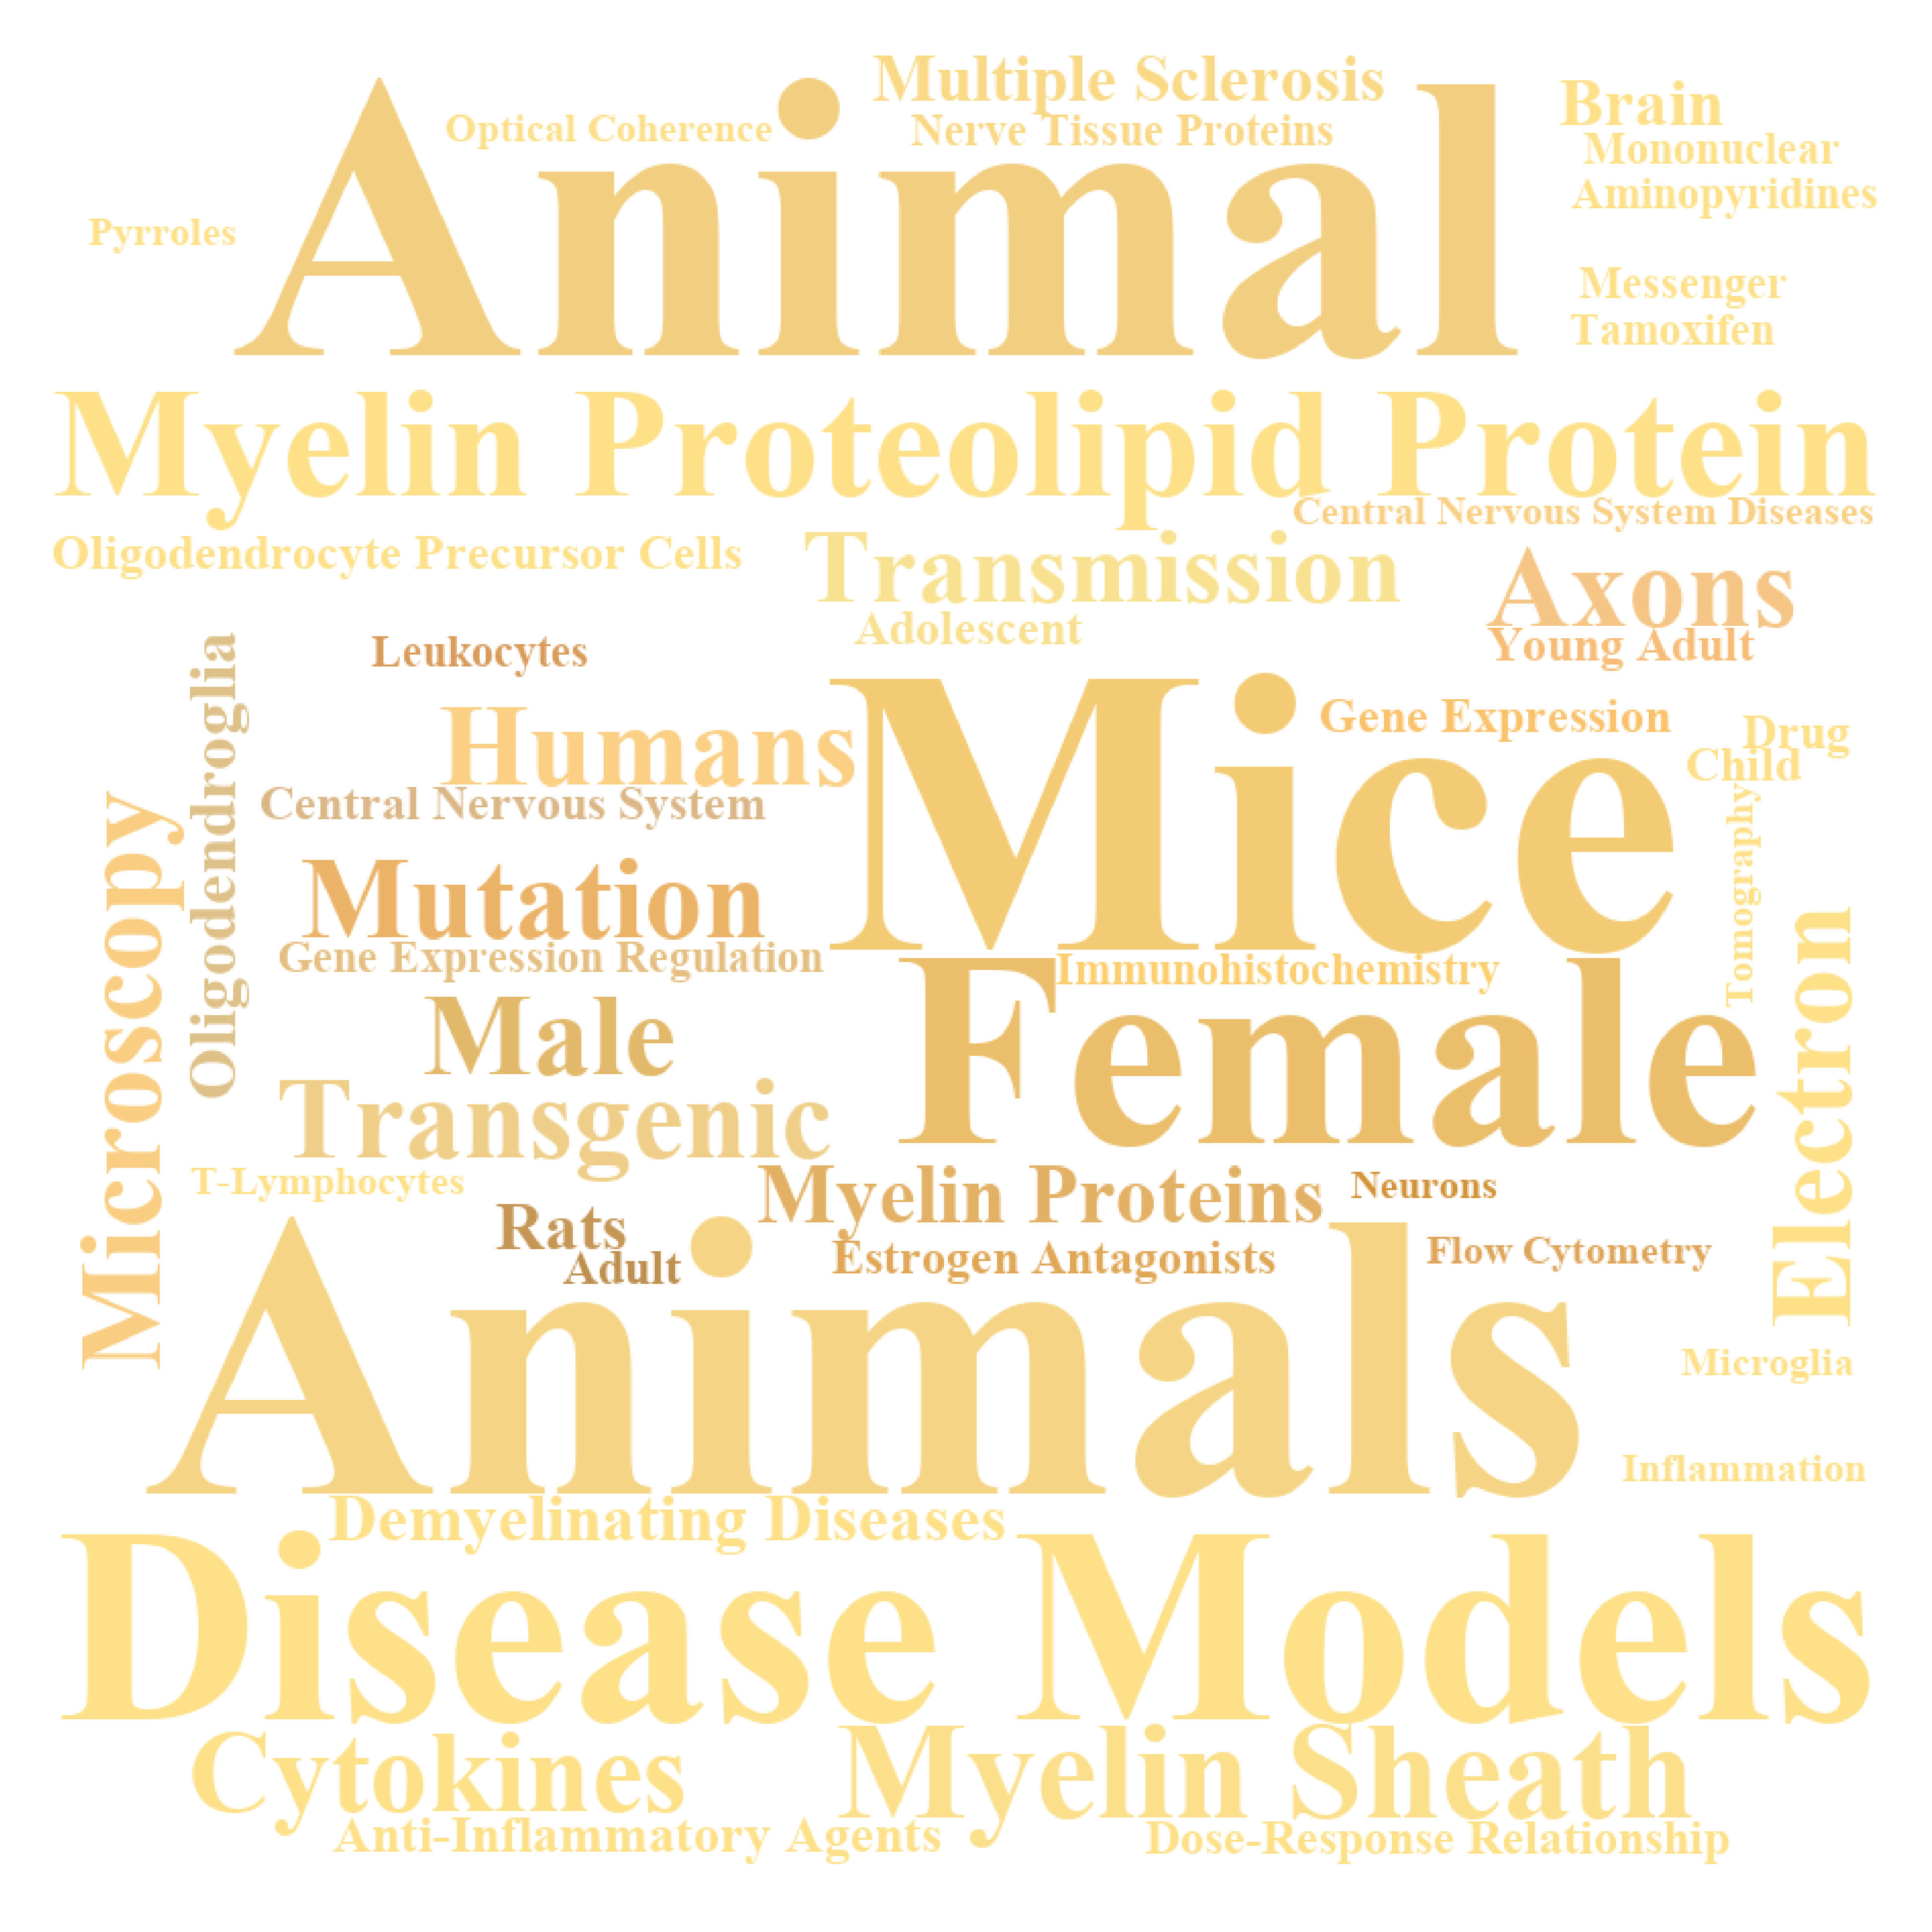 Multiple Sclerosis
Brain
Optical Coherence
Nerve Tissue Proteins
Animal
Mononuclear
Aminopyridines
Pyrroles
Messenger
Tamoxifen
Myelin Proteolipid Protein
Central Nervous System Diseases
Oligodendrocyte Precursor Cells
Transmission
Axons
Adolescent
Young Adult
Leukocytes
Oligodendroglia
Humans
Mice
Gene Expression
Drug
Child
Central Nervous System
Microscopy
Tomography
Mutation
Gene Expression Regulation
Immunohistochemistry
Female
Electron
Male
Transgenic
T-Lymphocytes
Myelin Proteins
Neurons
Rats
Adult
Estrogen Antagonists
Flow Cytometry
Animals
Microglia
Inflammation
Demyelinating Diseases
Disease Models
Cytokines
Myelin Sheath
Anti-Inflammatory Agents
Dose-Response Relationship